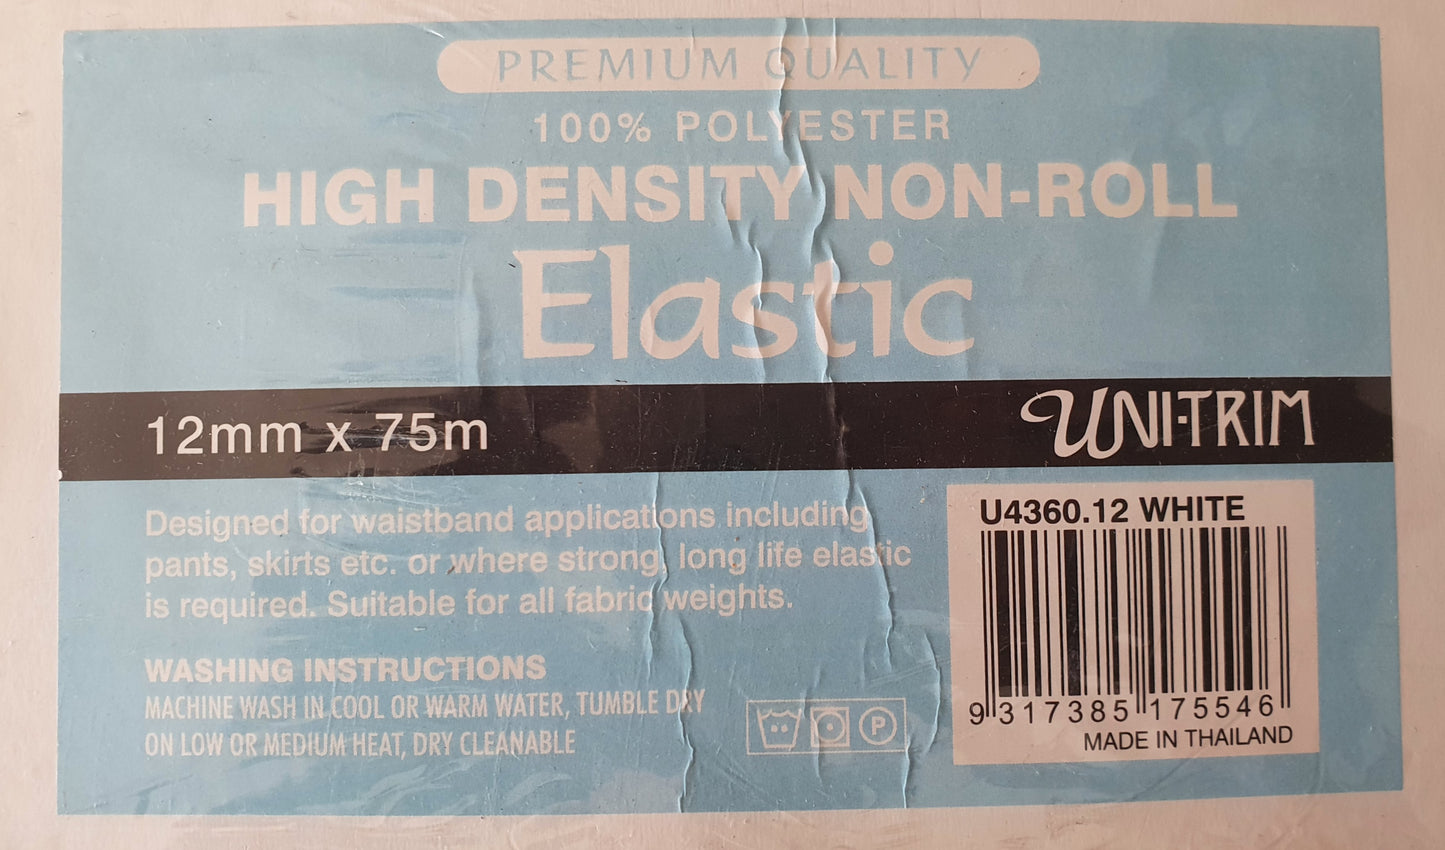 PREMIUM QUALITY
100% POLYESTER
HIGH DENSITY NON-ROLL
Elastic
12mm x 75m
UNI-TRIM
Designed for waistband applications including
pants, skirts etc. or where strong, long life elastic
is required. Suitable for all fabric weights.
WASHING INSTRUCTIONS
MACHINE WASH IN COOL OR WARM WATER, TUMBLE DRY
ON LOW OR MEDIUM HEAT, DRY CLEANABLE
P
U4360.12 WHITE
9 317385 175546
MADE IN THAILAND